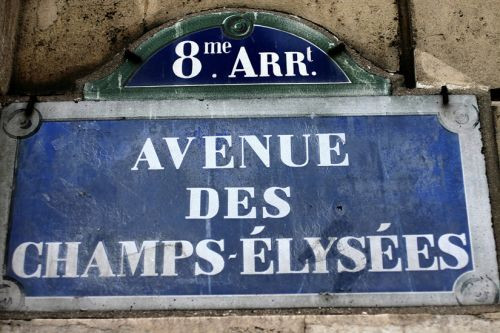 8me. ARRt.
AVENUE
DES
CHAMPS-ÉLYSÉES